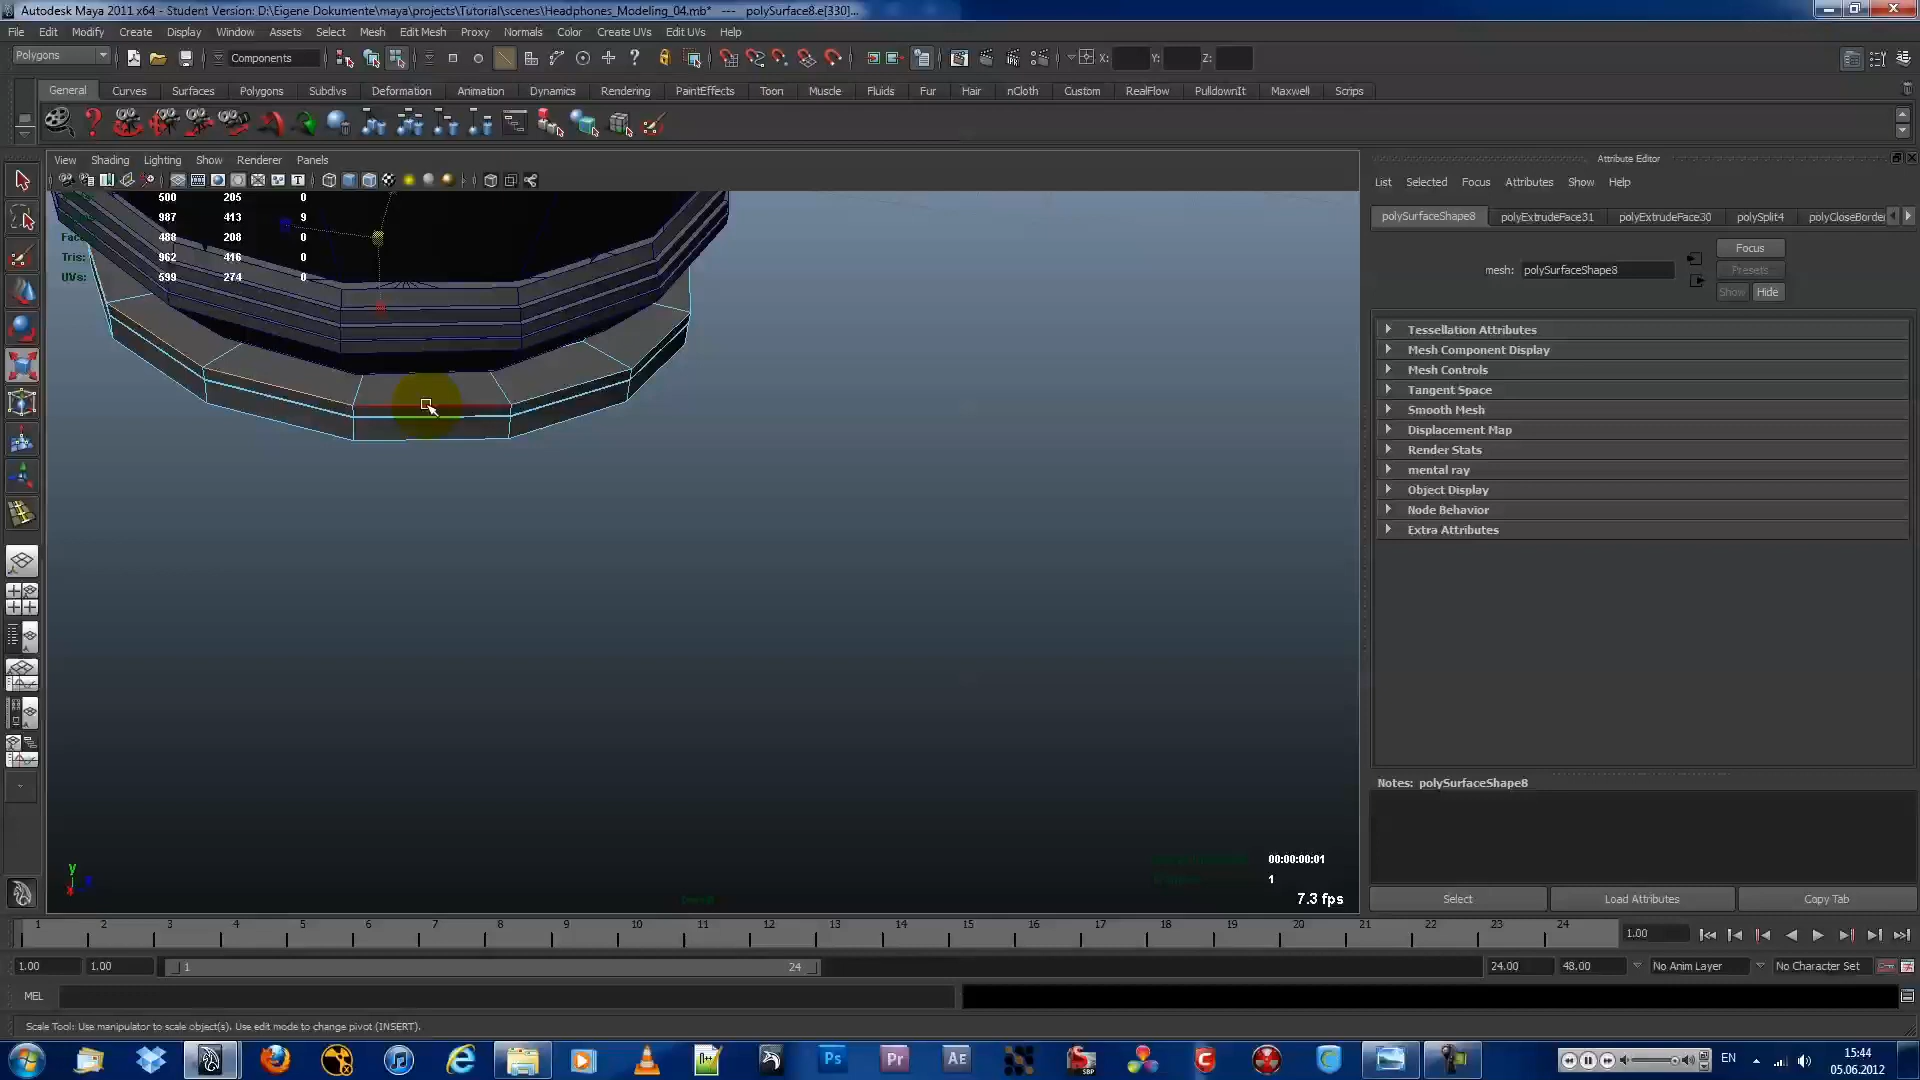 Autodesk Maya 2011 x64 - Student Version: D:\Eigene Dokumente\maya\projects\Tutorial\scenes\Headphones_Modeling_04.mb* --- polySurface8.e[330]...
File Edit Modify Create Display Window Assets Select Mesh Edit Mesh Proxy Normals Color Create UVs Edit UVs Help
Polygons Components X: Y: Z:
General Curves Surfaces Polygons Subdivs Deformation Animation Dynamics Rendering PaintEffects Toon Muscle Fluids Fur Hair nCloth Custom RealFlow PulldownIt Maxwell Scripts
View Shading Lighting Show Renderer Panels
Attribute Editor
List Selected Focus Attributes Show Help
500 205 0
987 413 9
488 208 0
Tris: 962 416 0
UVs: 599 274 0
polySurfaceShape8 polyExtrudeFace31 polyExtrudeFace30 polySplit4 polyCloseBorder
Focus
mesh: polySurfaceShape8 Presets
Show Hide
Tessellation Attributes
Mesh Component Display
Mesh Controls
Tangent Space
Smooth Mesh
Displacement Map
Render Stats
mental ray
Object Display
Node Behavior
Extra Attributes
Notes: polySurfaceShape8
y
00:00:00:01
1
7.3 fps
Select Load Attributes Copy Tab
1 2 3 4 5 6 7 8 9 10 11 12 13 14 15 16 17 18 19 20 21 22 23 24 1.00
1.00 1.00 1 24 24.00 48.00 No Anim Layer No Character Set
MEL
Scale Tool: Use manipulator to scale object(s). Use edit mode to change pivot (INSERT).
Ps Pr AE SBP EN 15:44
05.06.2012